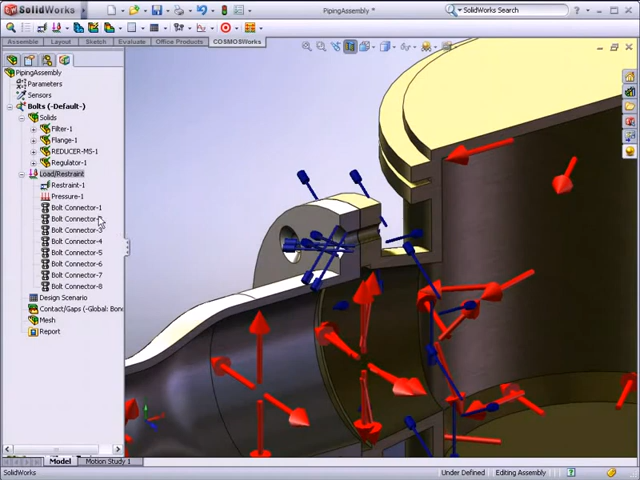 SolidWorks
PipingAssembly *
SolidWorks Search
Assembly Layout Sketch Evaluate Office Products COSMOSWorks
PipingAssembly
Parameters
Sensors
Bolts (-Default-)
Solids
Filter-1
Flange-1
REDUCER-MS-1
Regulator-1
Load/Restraint
Restraint-1
Pressure-1
Bolt Connector-1
Bolt Connector-
Bolt Connector-3
Bolt Connector-4
Bolt Connector-5
Bolt Connector-6
Bolt Connector-7
Bolt Connector-8
Design Scenario
Contact/Gaps (-Global: Bon
Mesh
Report
Model Motion Study 1
SolidWorks Under Defined Editing Assembly